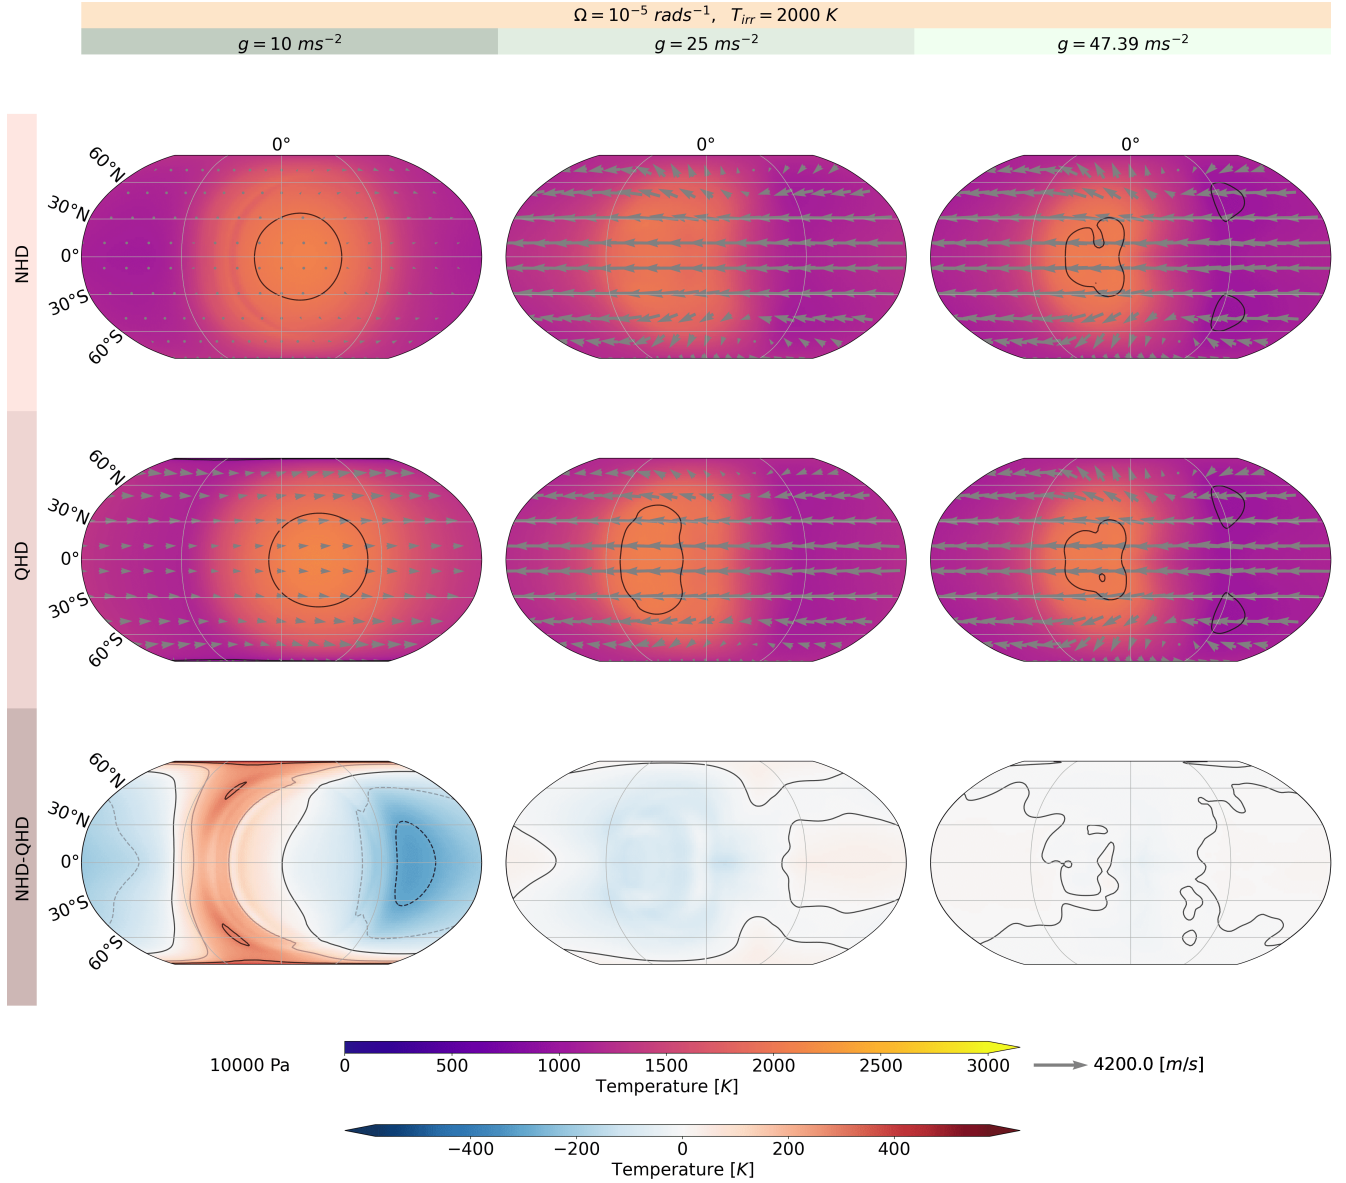 Ω = 10⁻⁵ rads⁻¹, T_irr = 2000 K
g = 10 ms⁻² g = 25 ms⁻² g = 47.39 ms⁻²
0° 0° 0°
NHD
60°N
30°N
0°
30°S
60°S
QHD
60°N
30°N
0°
30°S
60°S
NHD-QHD
60°N
30°N
0°
30°S
60°S
10000 Pa
0 500 1000 1500 2000 2500 3000
Temperature [K]
4200.0 [m/s]
−400 −200 0 200 400
Temperature [K]